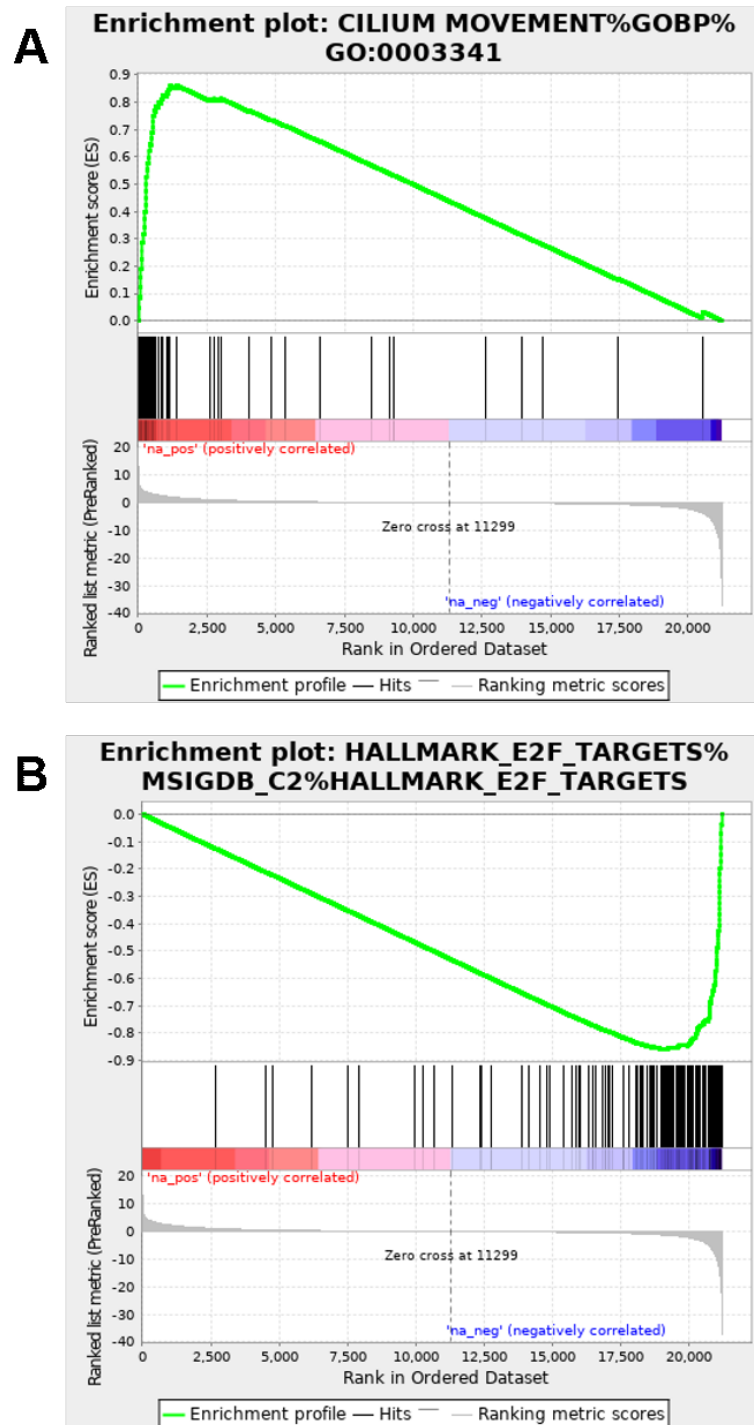 A
Enrichment plot: CILIUM MOVEMENT%GOBP%
GO:0003341
Enrichment score (ES)
0.9
0.8
0.7
0.6
0.5
0.4
0.3
0.2
0.1
0.0
Ranked list metric (PreRanked)
20
10
0
-10
-20
-30
-40
'na_pos' (positively correlated)
Zero cross at 11299
'na_neg' (negatively correlated)
0 2,500 5,000 7,500 10,000 12,500 15,000 17,500 20,000
Rank in Ordered Dataset
Enrichment profile Hits Ranking metric scores
B
Enrichment plot: HALLMARK_E2F_TARGETS%
MSIGDB_C2%HALLMARK_E2F_TARGETS
Enrichment score (ES)
0.0
-0.1
-0.2
-0.3
-0.4
-0.5
-0.6
-0.7
-0.8
-0.9
Ranked list metric (PreRanked)
20
10
0
-10
-20
-30
-40
'na_pos' (positively correlated)
Zero cross at 11299
'na_neg' (negatively correlated)
0 2,500 5,000 7,500 10,000 12,500 15,000 17,500 20,000
Rank in Ordered Dataset
Enrichment profile Hits Ranking metric scores